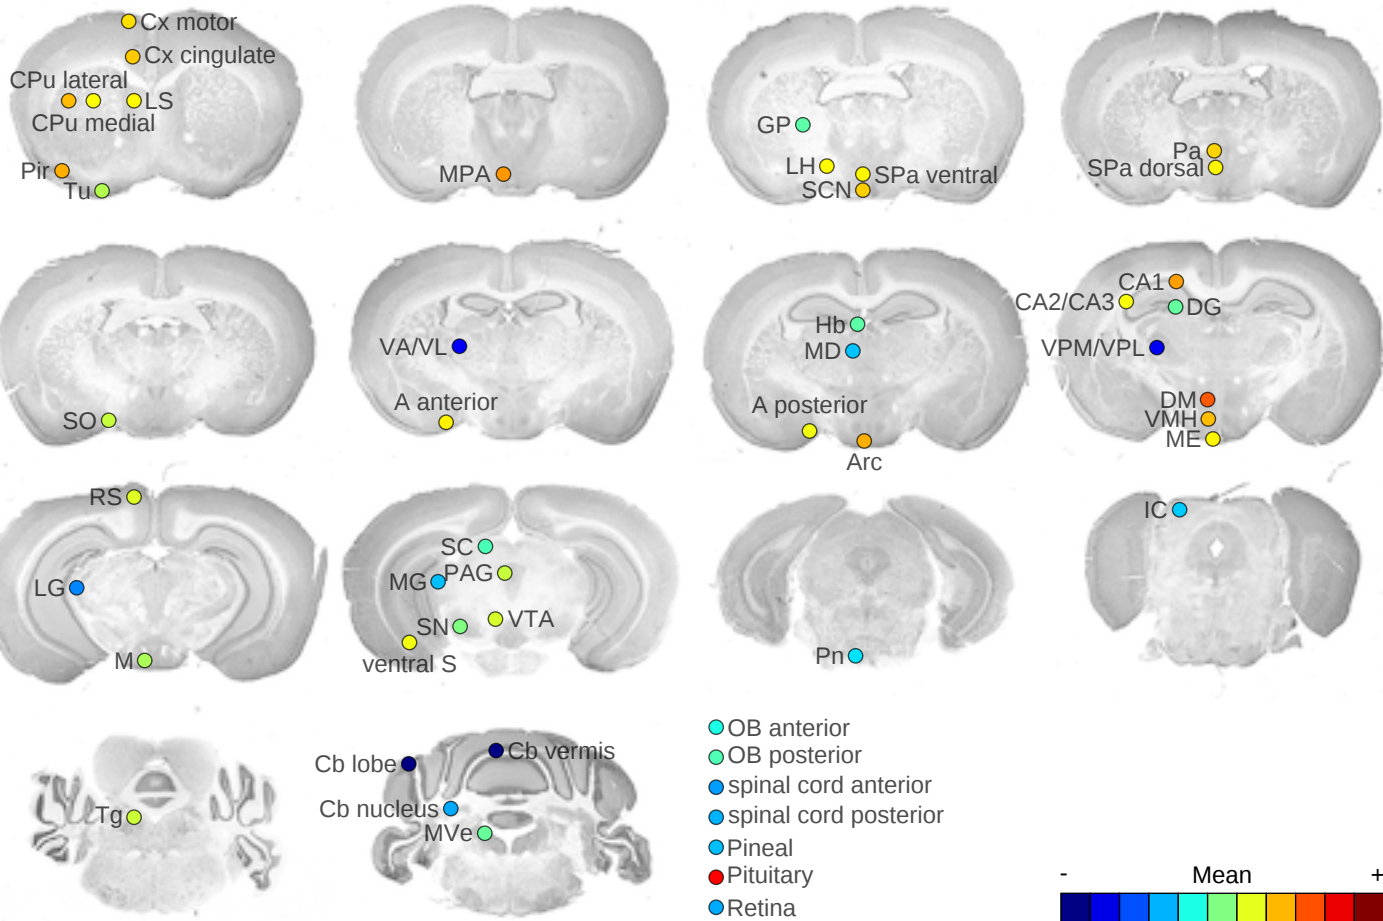 Cx motor
Cx cingulate
CPu lateral
LS
CPu medial
Pir
Tu
MPA
GP
LH
SPa ventral
SCN
Pa
SPa dorsal
SO
VA/VL
A anterior
Hb
MD
A posterior
Arc
CA1
CA2/CA3
DG
VPM/VPL
DM
VMH
ME
RS
LG
M
SC
MG
PAG
SN
VTA
ventral S
Pn
IC
Tg
Cb lobe
Cb vermis
Cb nucleus
MVe
OB anterior
OB posterior
spinal cord anterior
spinal cord posterior
Pineal
Pituitary
Retina
- Mean +